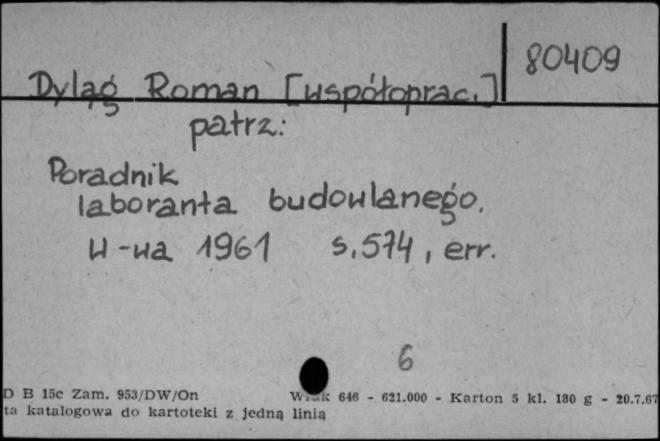 80409
Dyląg Roman [współoprac.]
patrz:
Poradnik
laboranta budowlanego.
W-wa 1961 s. 574, err.
6
D B 15c Zam. 953/DW/On 646 - 621.000 - Karton 5 kl. 180 g - 20.7.67
ta katalogowa do kartoteki z jedną linią